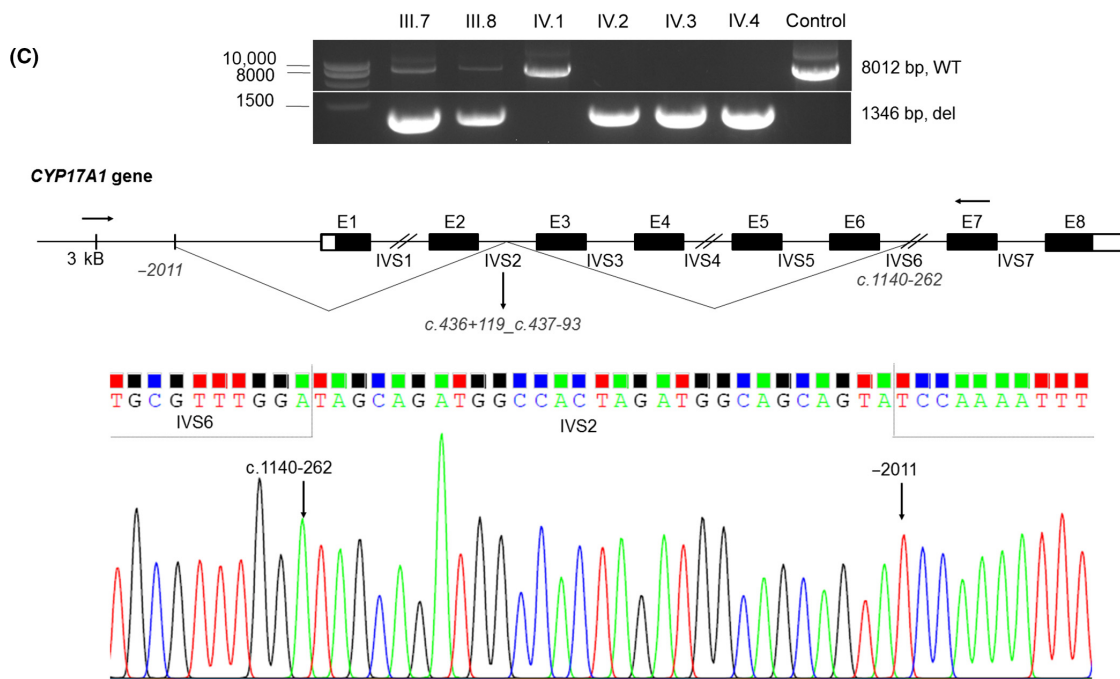 (C)
III.7 III.8 IV.1 IV.2 IV.3 IV.4 Control
10,000
8000
8012 bp, WT
1500
1346 bp, del
CYP17A1 gene
E1 E2 E3 E4 E5 E6 E7 E8
3 kB
–2011
IVS1 IVS2 IVS3 IVS4 IVS5 IVS6 IVS7
c.1140-262
c.436+119_c.437-93
T G C G T T T G G A T A G C A G A T G G C C A C T A G A T G G C A G C A G T A T C C A A A A T T T
IVS6 IVS2
c.1140-262 –2011